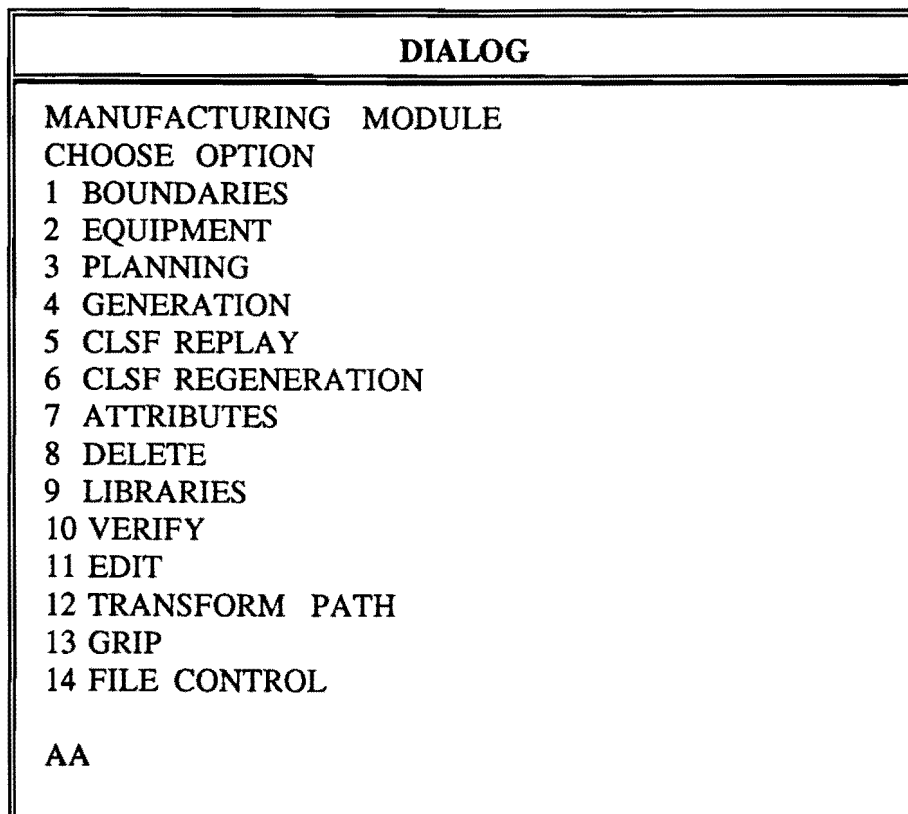 DIALOG
MANUFACTURING MODULE
CHOOSE OPTION
1 BOUNDARIES
2 EQUIPMENT
3 PLANNING
4 GENERATION
5 CLSF REPLAY
6 CLSF REGENERATION
7 ATTRIBUTES
8 DELETE
9 LIBRARIES
10 VERIFY
11 EDIT
12 TRANSFORM PATH
13 GRIP
14 FILE CONTROL
AA